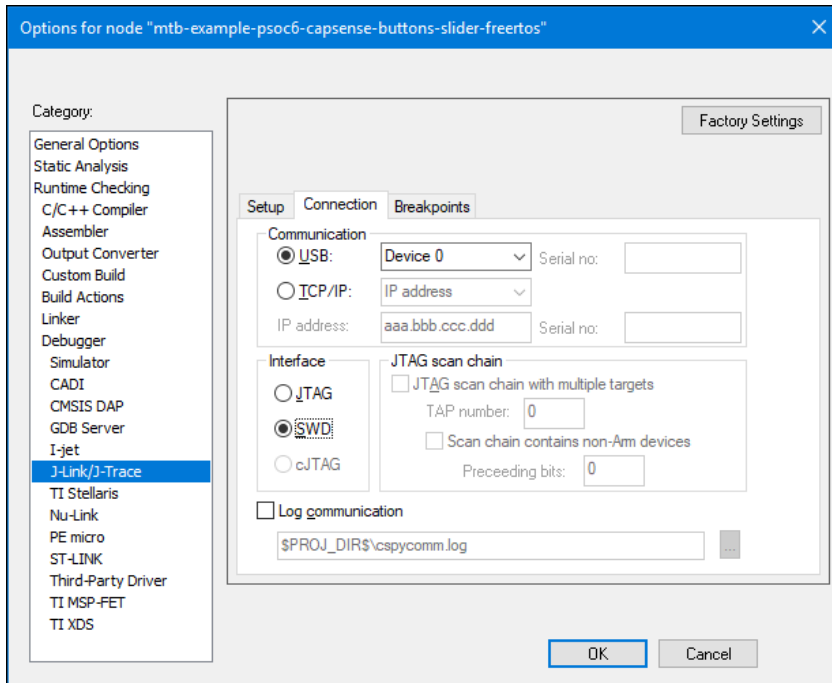 Options for node "mtb-example-psoc6-capsense-buttons-slider-freertos"
Category:
General Options
Static Analysis
Runtime Checking
C/C++ Compiler
Assembler
Output Converter
Custom Build
Build Actions
Linker
Debugger
Simulator
CADI
CMSIS DAP
GDB Server
I-jet
J-Link/J-Trace
TI Stellaris
Nu-Link
PE micro
ST-LINK
Third-Party Driver
TI MSP-FET
TI XDS
Factory Settings
Setup Connection Breakpoints
Communication
USB: Device 0 Serial no:
TCP/IP: IP address
IP address: aaa.bbb.ccc.ddd Serial no:
Interface
JTAG
SWD
cJTAG
JTAG scan chain
JTAG scan chain with multiple targets
TAP number: 0
Scan chain contains non-Arm devices
Preceeding bits: 0
Log communication
$PROJ_DIR$\cspycomm.log ...
OK Cancel